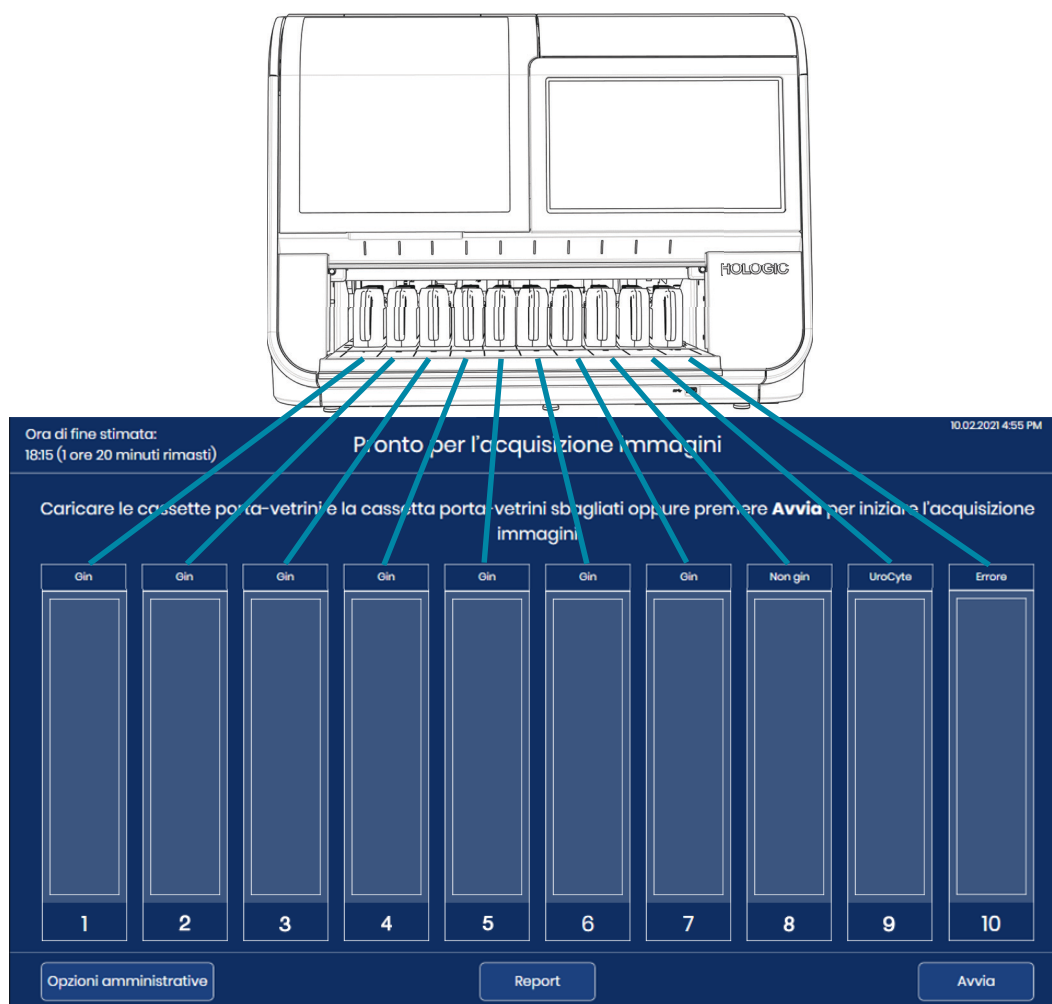 HOLOGIC
Ora di fine stimata:
18:15 (1 ore 20 minuti rimasti)
Pronto per l'acquisizione immagini
10.02.2021 4:55 PM
Caricare le cassette porta-vetrini e la cassetta porta-vetrini sbagliati oppure premere Avvia per iniziare l'acquisizione
immagini
Gin Gin Gin Gin Gin Gin Gin Non gin UroCyte Errore
1 2 3 4 5 6 7 8 9 10
Opzioni amministrative Report Avvia